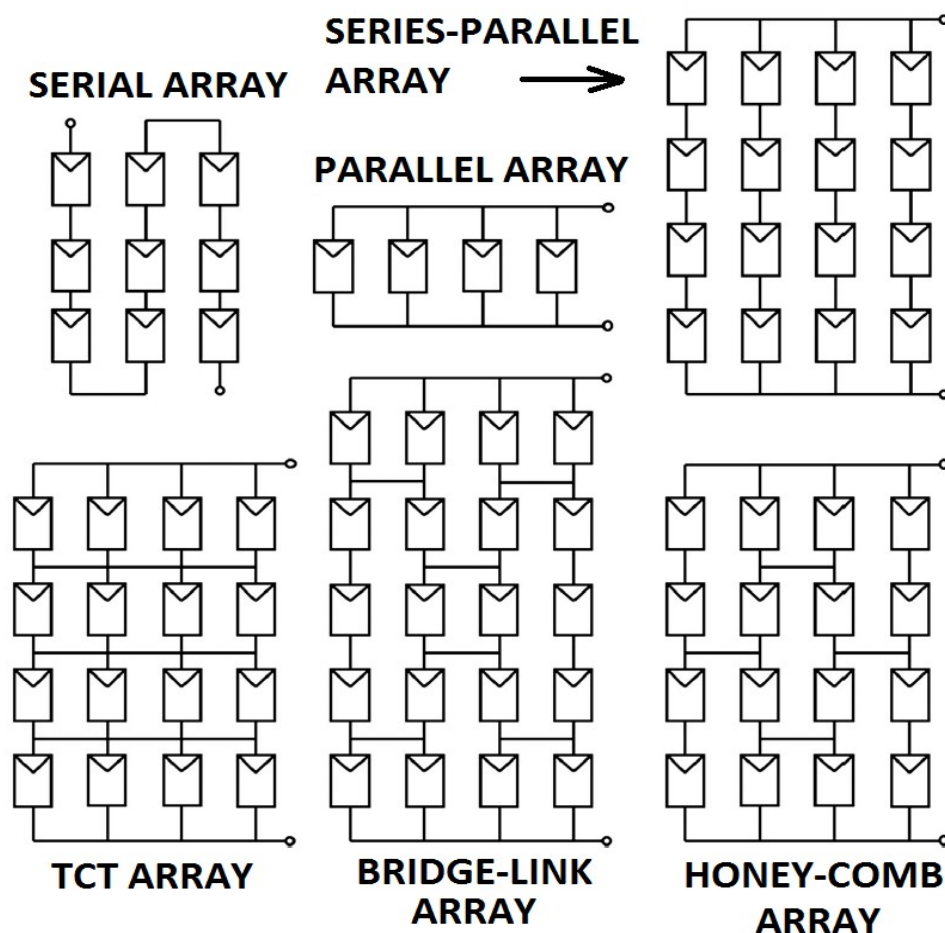 SERIES-PARALLEL
ARRAY
SERIAL ARRAY
PARALLEL ARRAY
TCT ARRAY
BRIDGE-LINK
ARRAY
HONEY-COMB
ARRAY